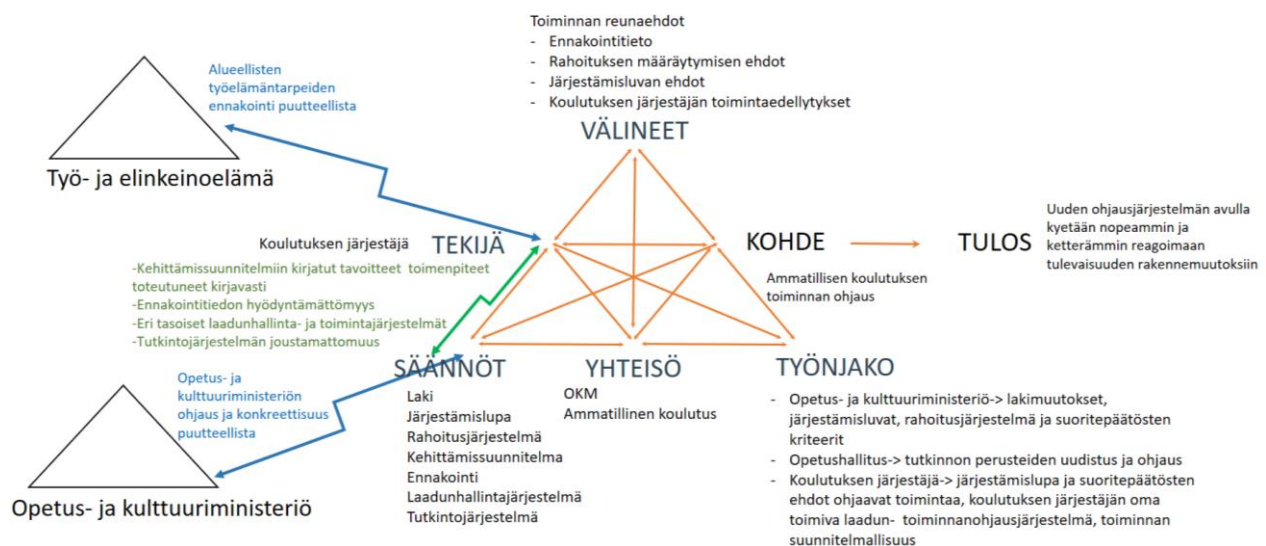 Toiminnan reunaehdot
- Ennakointitieto
- Rahoituksen määräytymisen ehdot
- Järjestämisluvan ehdot
- Koulutuksen järjestäjän toimintaedellytykset
VÄLINEET
Alueellisten
työelämäntarpeiden
ennakointi puutteellista
Työ- ja elinkeinoelämä
Koulutuksen järjestäjä
TEKIJÄ
-Kehittämissuunnitelmiin kirjatut tavoitteet toimenpiteet
toteutuneet kirjavasti
-Ennakointitiedon hyödyntämättömyys
-Eri tasoiset laadunhallinta- ja toimintajärjestelmät
-Tutkintojärjestelmän joustamattomuus
KOHDE
Ammatillisen koulutuksen
toiminnan ohjaus
TULOS
Uuden ohjausjärjestelmän avulla
kyetään nopeammin ja
ketterämmin reagoimaan
tulevaisuuden rakennemuutoksiin
Opetus- ja
kulttuuriministeriön
ohjaus ja konkreettisuus
puutteellista
Opetus- ja kulttuuriministeriö
SÄÄNNÖT
Laki
Järjestämislupa
Rahoitusjärjestelmä
Kehittämissuunnitelma
Ennakointi
Laadunhallintajärjestelmä
Tutkintojärjestelmä
YHTEISÖ
OKM
Ammatillinen koulutus
TYÖNJAKO
- Opetus- ja kulttuuriministeriö-> lakimuutokset,
järjestämisluvat, rahoitusjärjestelmä ja suoritepäätösten
kriteerit
- Opetushallitus-> tutkinnon perusteiden uudistus ja ohjaus
- Koulutuksen järjestäjä-> järjestämislupa ja suoritepäätösten
ehdot ohjaavat toimintaa, koulutuksen järjestäjän oma
toimiva laadun- toiminnanohjausjärjestelmä, toiminnan
suunnitelmallisuus